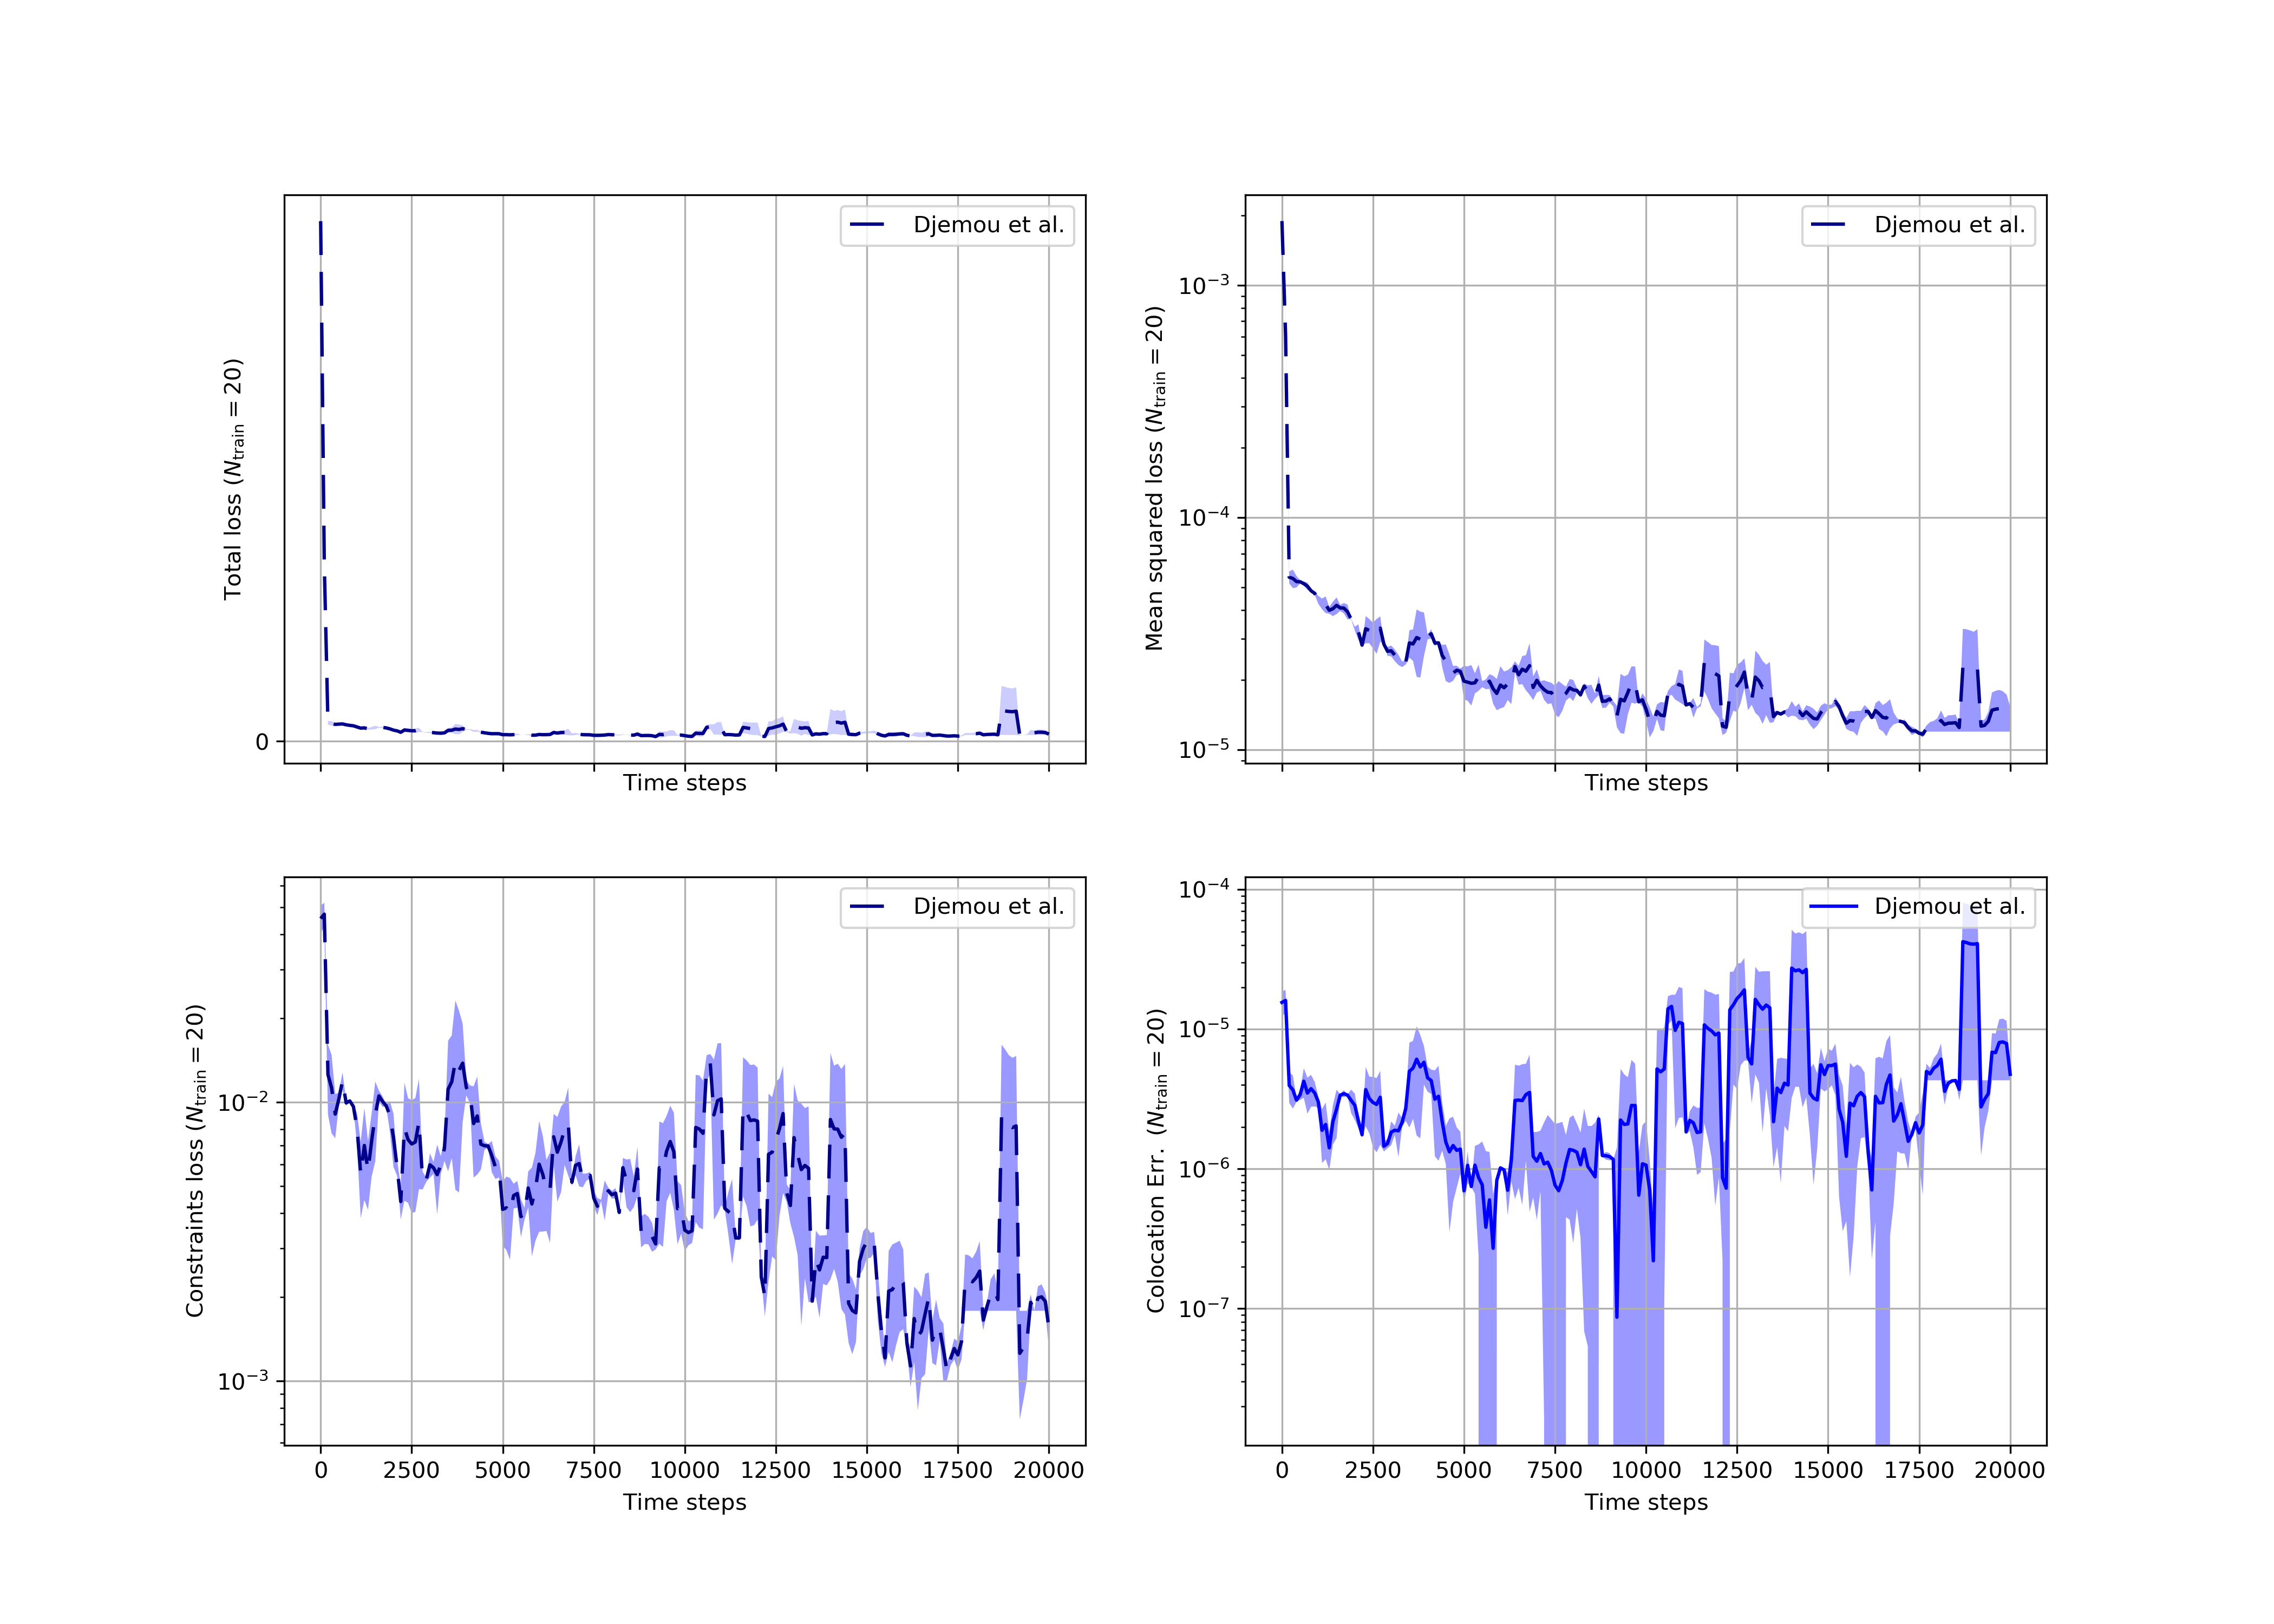 Djemou et al.
Total loss (N_train = 20)
0
Time steps
Djemou et al.
Mean squared loss (N_train = 20)
10^−3
10^−4
10^−5
Time steps
Djemou et al.
Constraints loss (N_train = 20)
10^−2
10^−3
0 2500 5000 7500 10000 12500 15000 17500 20000
Time steps
Djemou et al.
Colocation Err. (N_train = 20)
10^−4
10^−5
10^−6
10^−7
0 2500 5000 7500 10000 12500 15000 17500 20000
Time steps